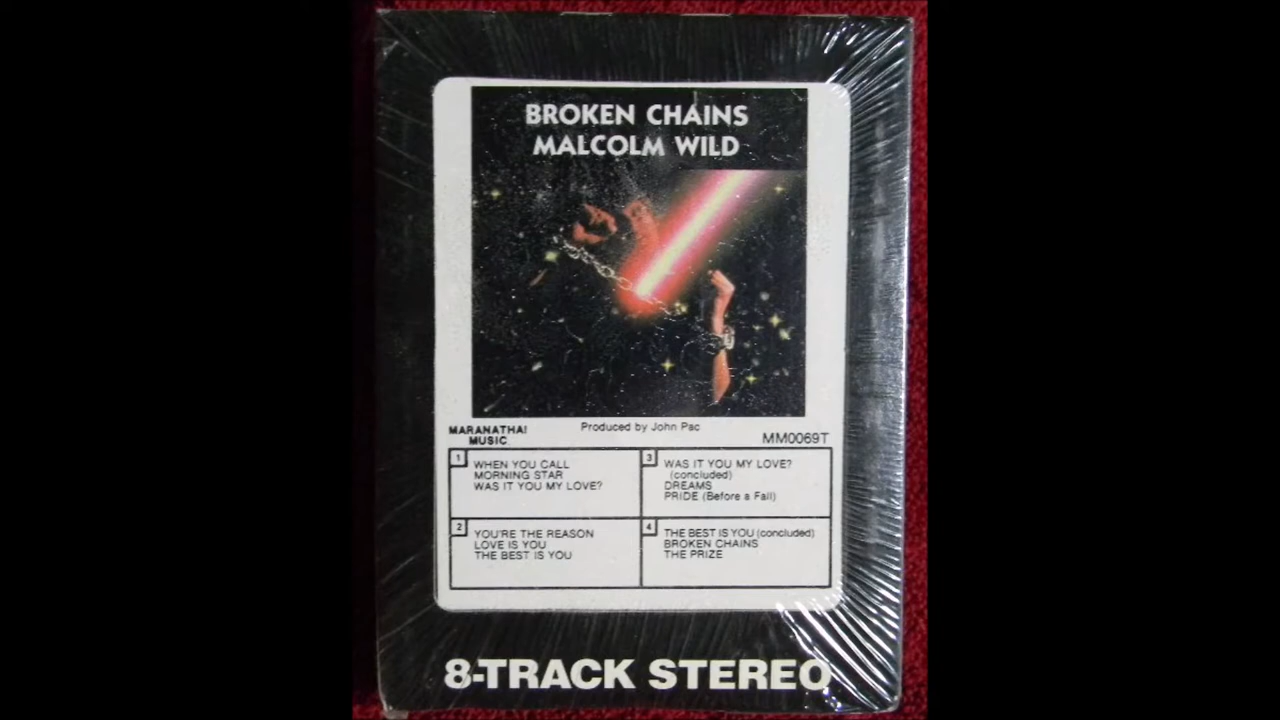 BROKEN CHAINS
MALCOLM WILD
MARANATHA!
MUSIC
Produced by John Pac
MM0069T
1
WHEN YOU CALL
MORNING STAR
WAS IT YOU MY LOVE?
2
YOU'RE THE REASON
LOVE IS YOU
THE BEST IS YOU
3
WAS IT YOU MY LOVE?
(concluded)
DREAMS
PRIDE (Before a Fall)
4
THE BEST IS YOU (concluded)
BROKEN CHAINS
THE PRIZE
8-TRACK STEREO